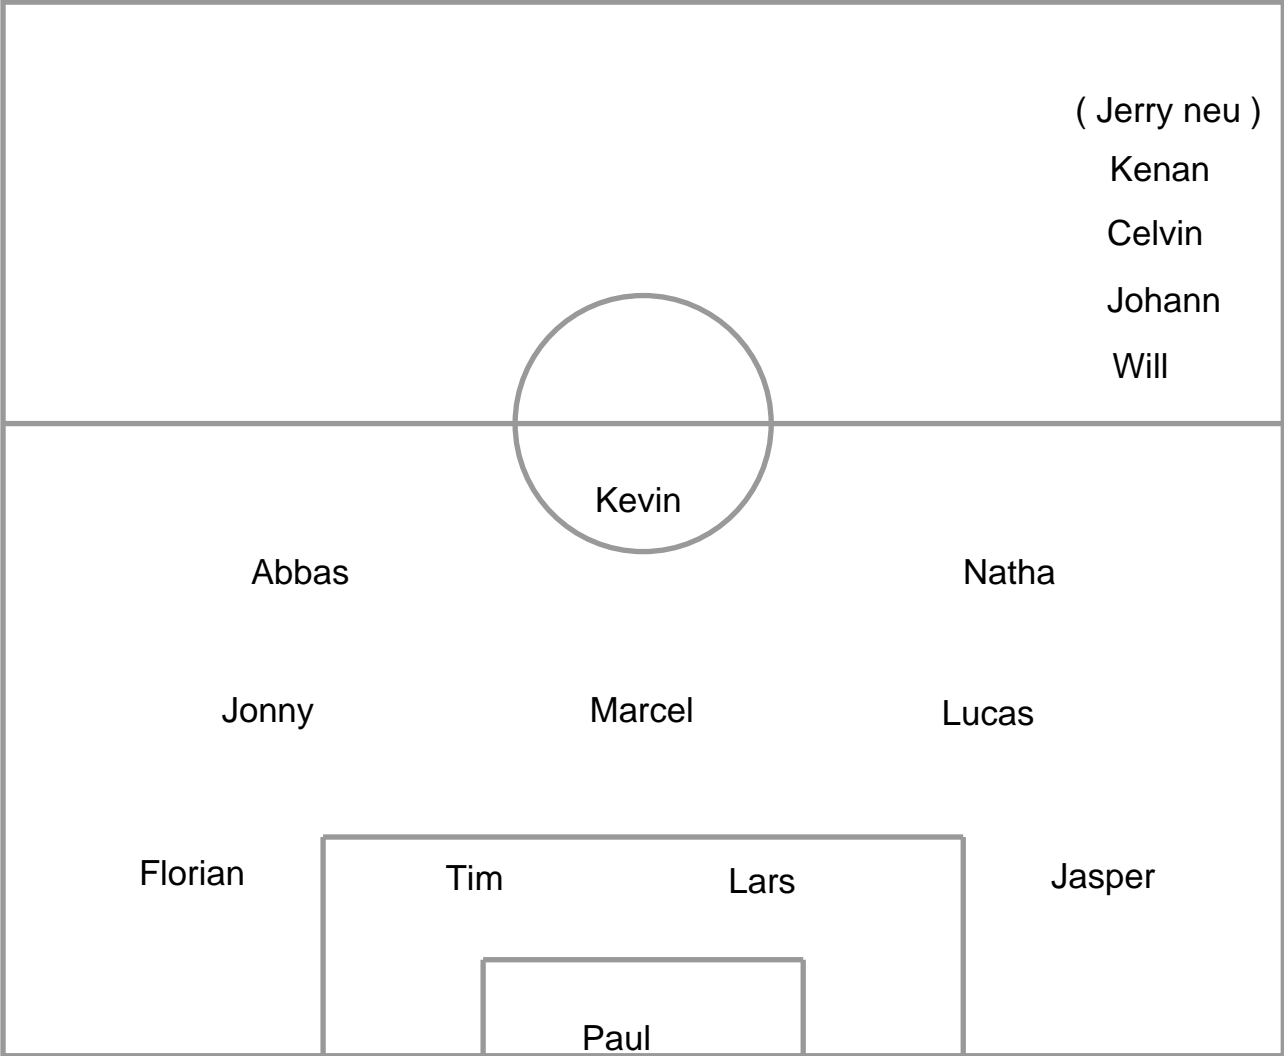 ( Jerry neu )
Kenan
Celvin
Johann
Will
Kevin
Abbas Natha
Jonny Marcel Lucas
Florian Tim Lars Jasper
Paul